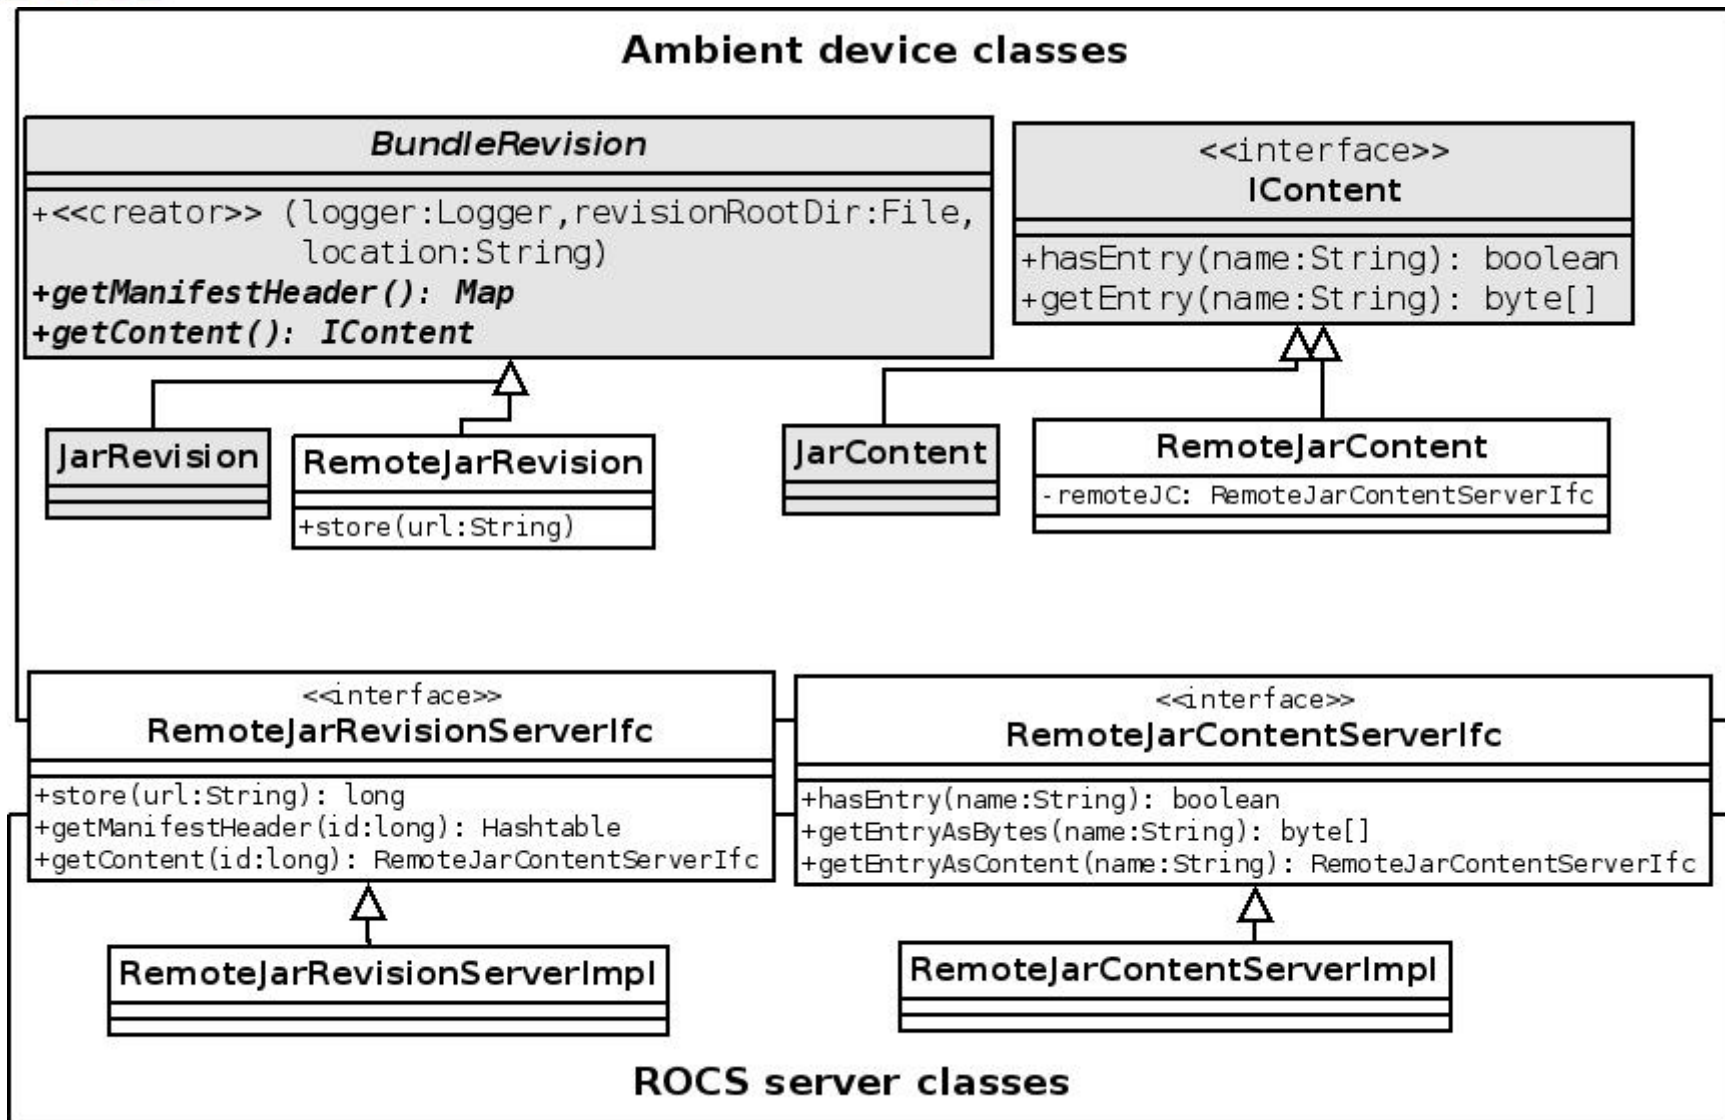 Ambient device classes
BundleRevision
+<<creator>> (logger:Logger,revisionRootDir:File,
location:String)
+getManifestHeader(): Map
+getContent(): IContent
<<interface>>
IContent
+hasEntry(name:String): boolean
+getEntry(name:String): byte[]
JarRevision
RemoteJarRevision
+store(url:String)
JarContent
RemoteJarContent
-remoteJC: RemoteJarContentServerIfc
<<interface>>
RemoteJarRevisionServerIfc
+store(url:String): long
+getManifestHeader(id:long): Hashtable
+getContent(id:long): RemoteJarContentServerIfc
<<interface>>
RemoteJarContentServerIfc
+hasEntry(name:String): boolean
+getEntryAsBytes(name:String): byte[]
+getEntryAsContent(name:String): RemoteJarContentServerIfc
RemoteJarRevisionServerImpl
RemoteJarContentServerImpl
ROCS server classes